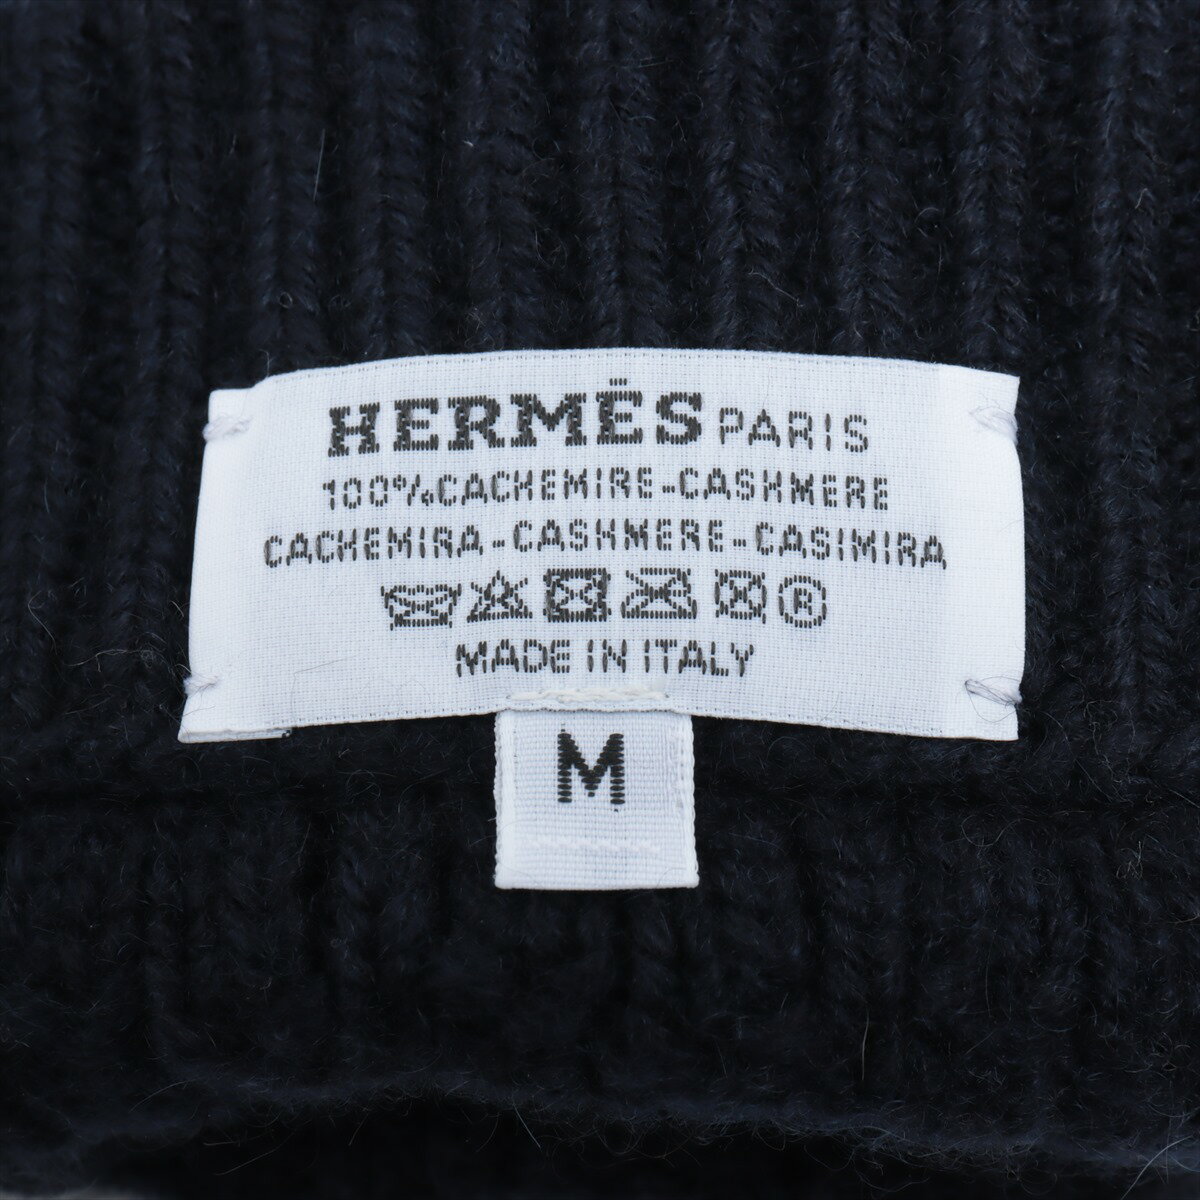 HERMÈS PARIS
100% CACHEMIRE-CASHMERE
CACHEMIRA-CASHMERE-CASIMIRA
®
MADE IN ITALY
M